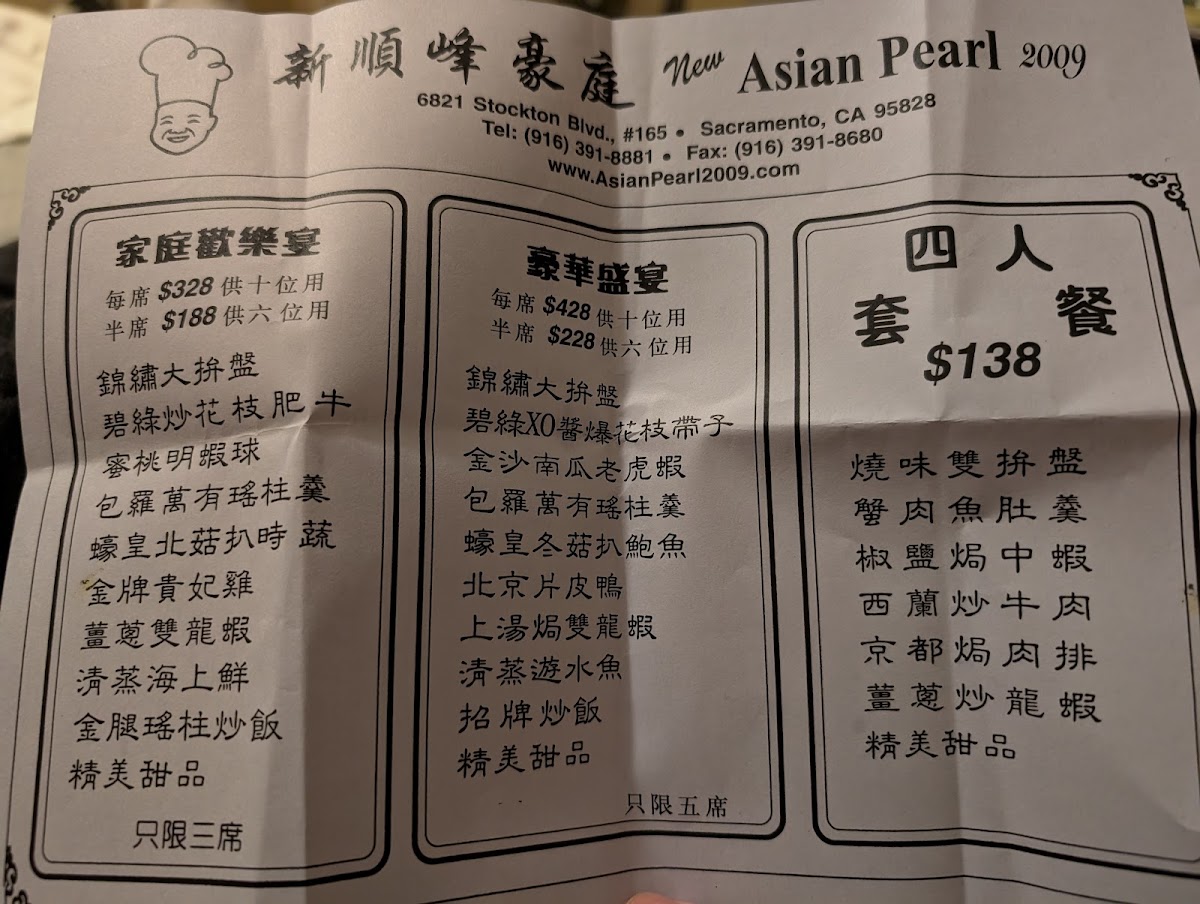 新順峰豪庭 New Asian Pearl 2009
6821 Stockton Blvd., #165 • Sacramento, CA 95828
Tel: (916) 391-8881 • Fax: (916) 391-8680
www.AsianPearl2009.com
家庭歡樂宴
每席 $328 供十位用
半席 $188 供六位用
錦繡大拚盤
碧綠炒花枝肥牛
蜜桃明蝦球
包羅萬有瑤柱羹
蠔皇北菇扒時蔬
金牌貴妃雞
薑蔥雙龍蝦
清蒸海上鮮
金腿瑤柱炒飯
精美甜品
只限三席
豪華盛宴
每席 $428 供十位用
半席 $228 供六位用
錦繡大拚盤
碧綠XO醬爆花枝帶子
金沙南瓜老虎蝦
包羅萬有瑤柱羹
蠔皇冬菇扒鮑魚
北京片皮鴨
上湯焗雙龍蝦
清蒸遊水魚
招牌炒飯
精美甜品
只限五席
四人
套餐
$138
燒味雙拚盤
蟹肉魚肚羹
椒鹽焗中蝦
西蘭炒牛肉
京都焗肉排
薑蔥炒龍蝦
精美甜品